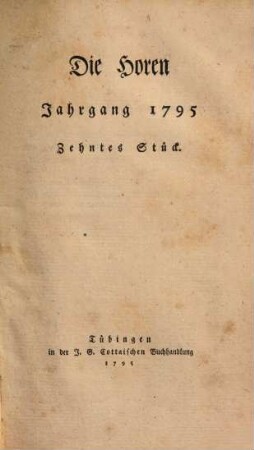 Die Horen
Jahrgang 1795
Zehntes Stück.
Tübingen
in der J. G. Cottaischen Buchhandlung
1795